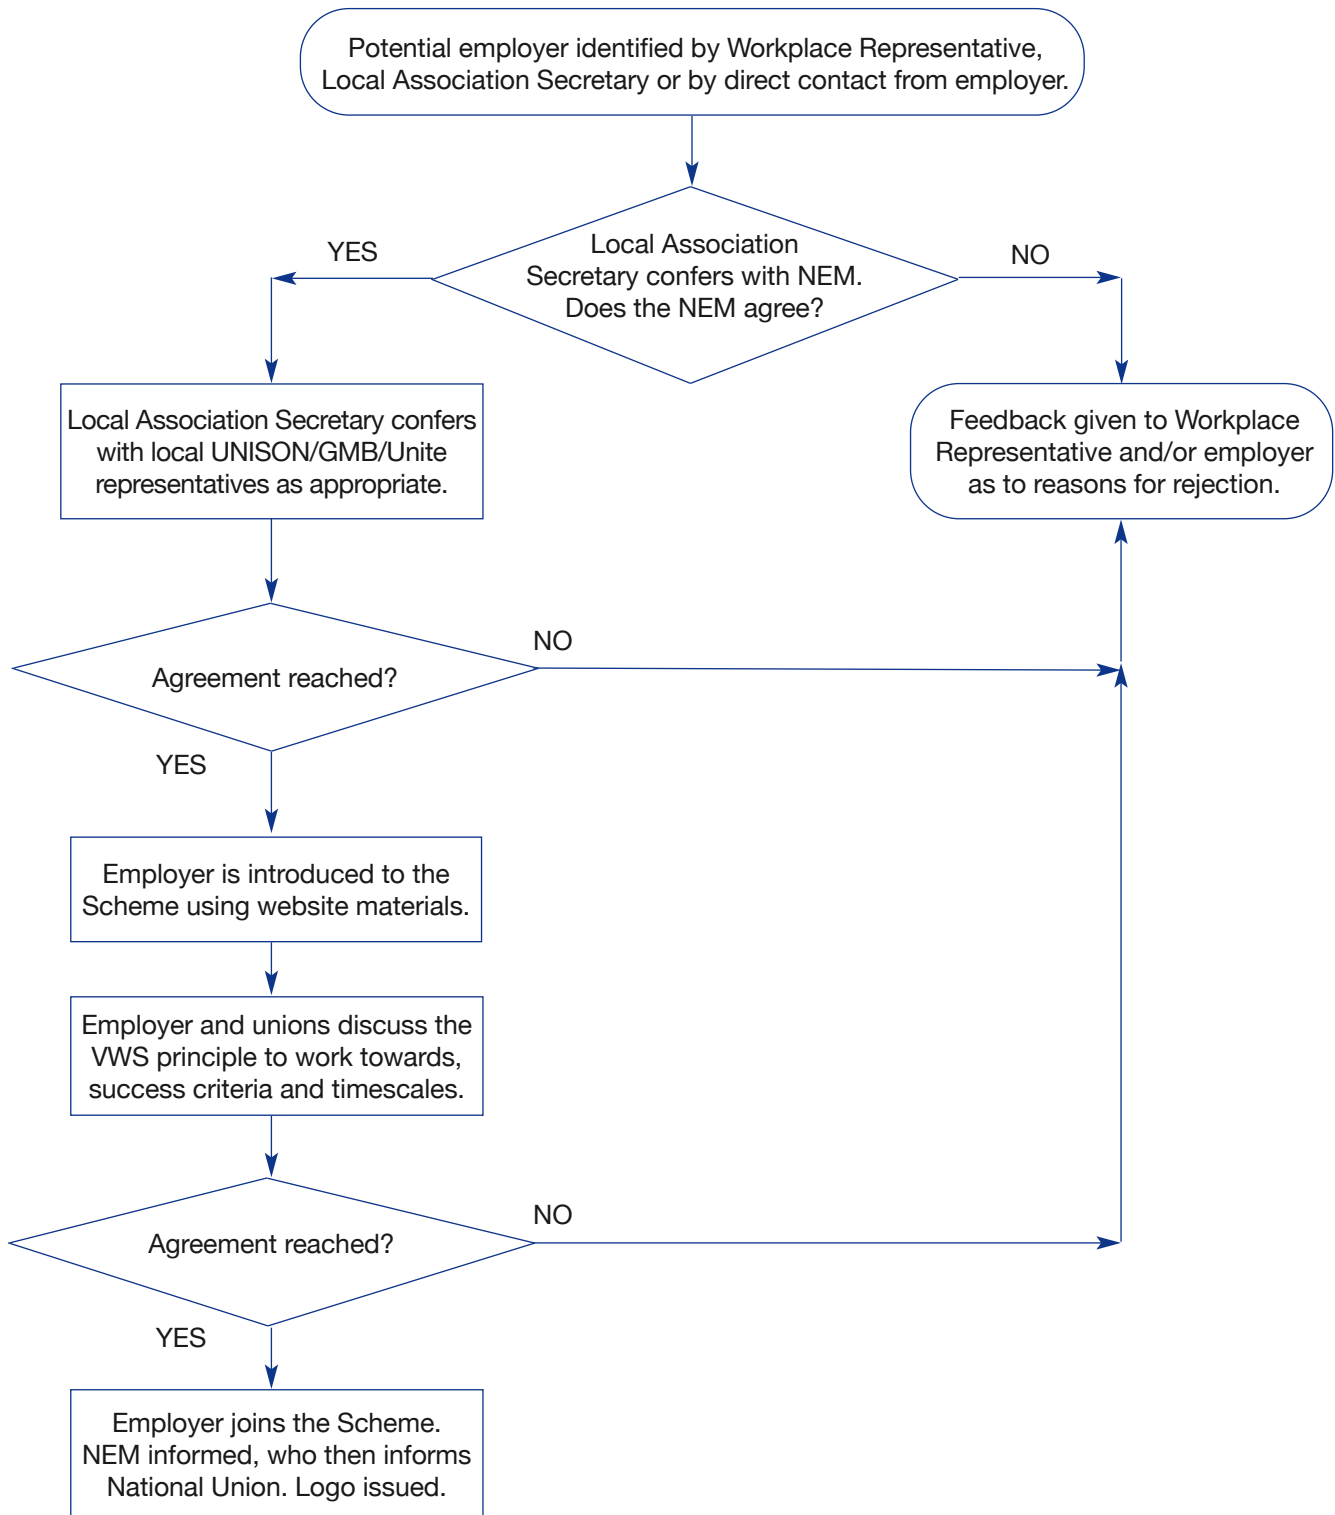 Potential employer identified by Workplace Representative,
Local Association Secretary or by direct contact from employer.
Local Association
Secretary confers with NEM.
Does the NEM agree?
YES
NO
Local Association Secretary confers
with local UNISON/GMB/Unite
representatives as appropriate.
Feedback given to Workplace
Representative and/or employer
as to reasons for rejection.
Agreement reached?
NO
YES
Employer is introduced to the
Scheme using website materials.
Employer and unions discuss the
VWS principle to work towards,
success criteria and timescales.
Agreement reached?
NO
YES
Employer joins the Scheme.
NEM informed, who then informs
National Union. Logo issued.